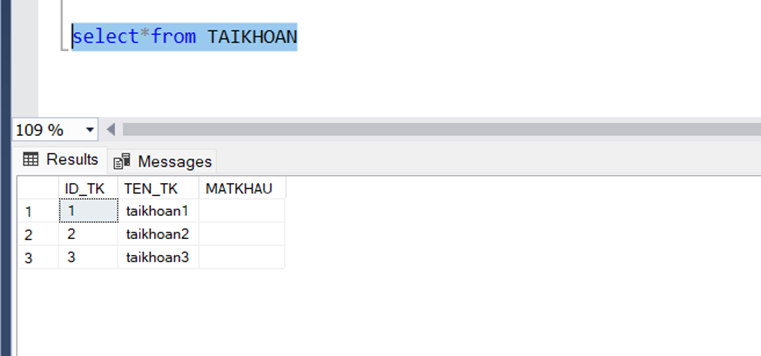 select*from TAIKHOAN
109 %
Results Messages
ID_TK TEN_TK MATKHAU
1 1 taikhoan1
2 2 taikhoan2
3 3 taikhoan3